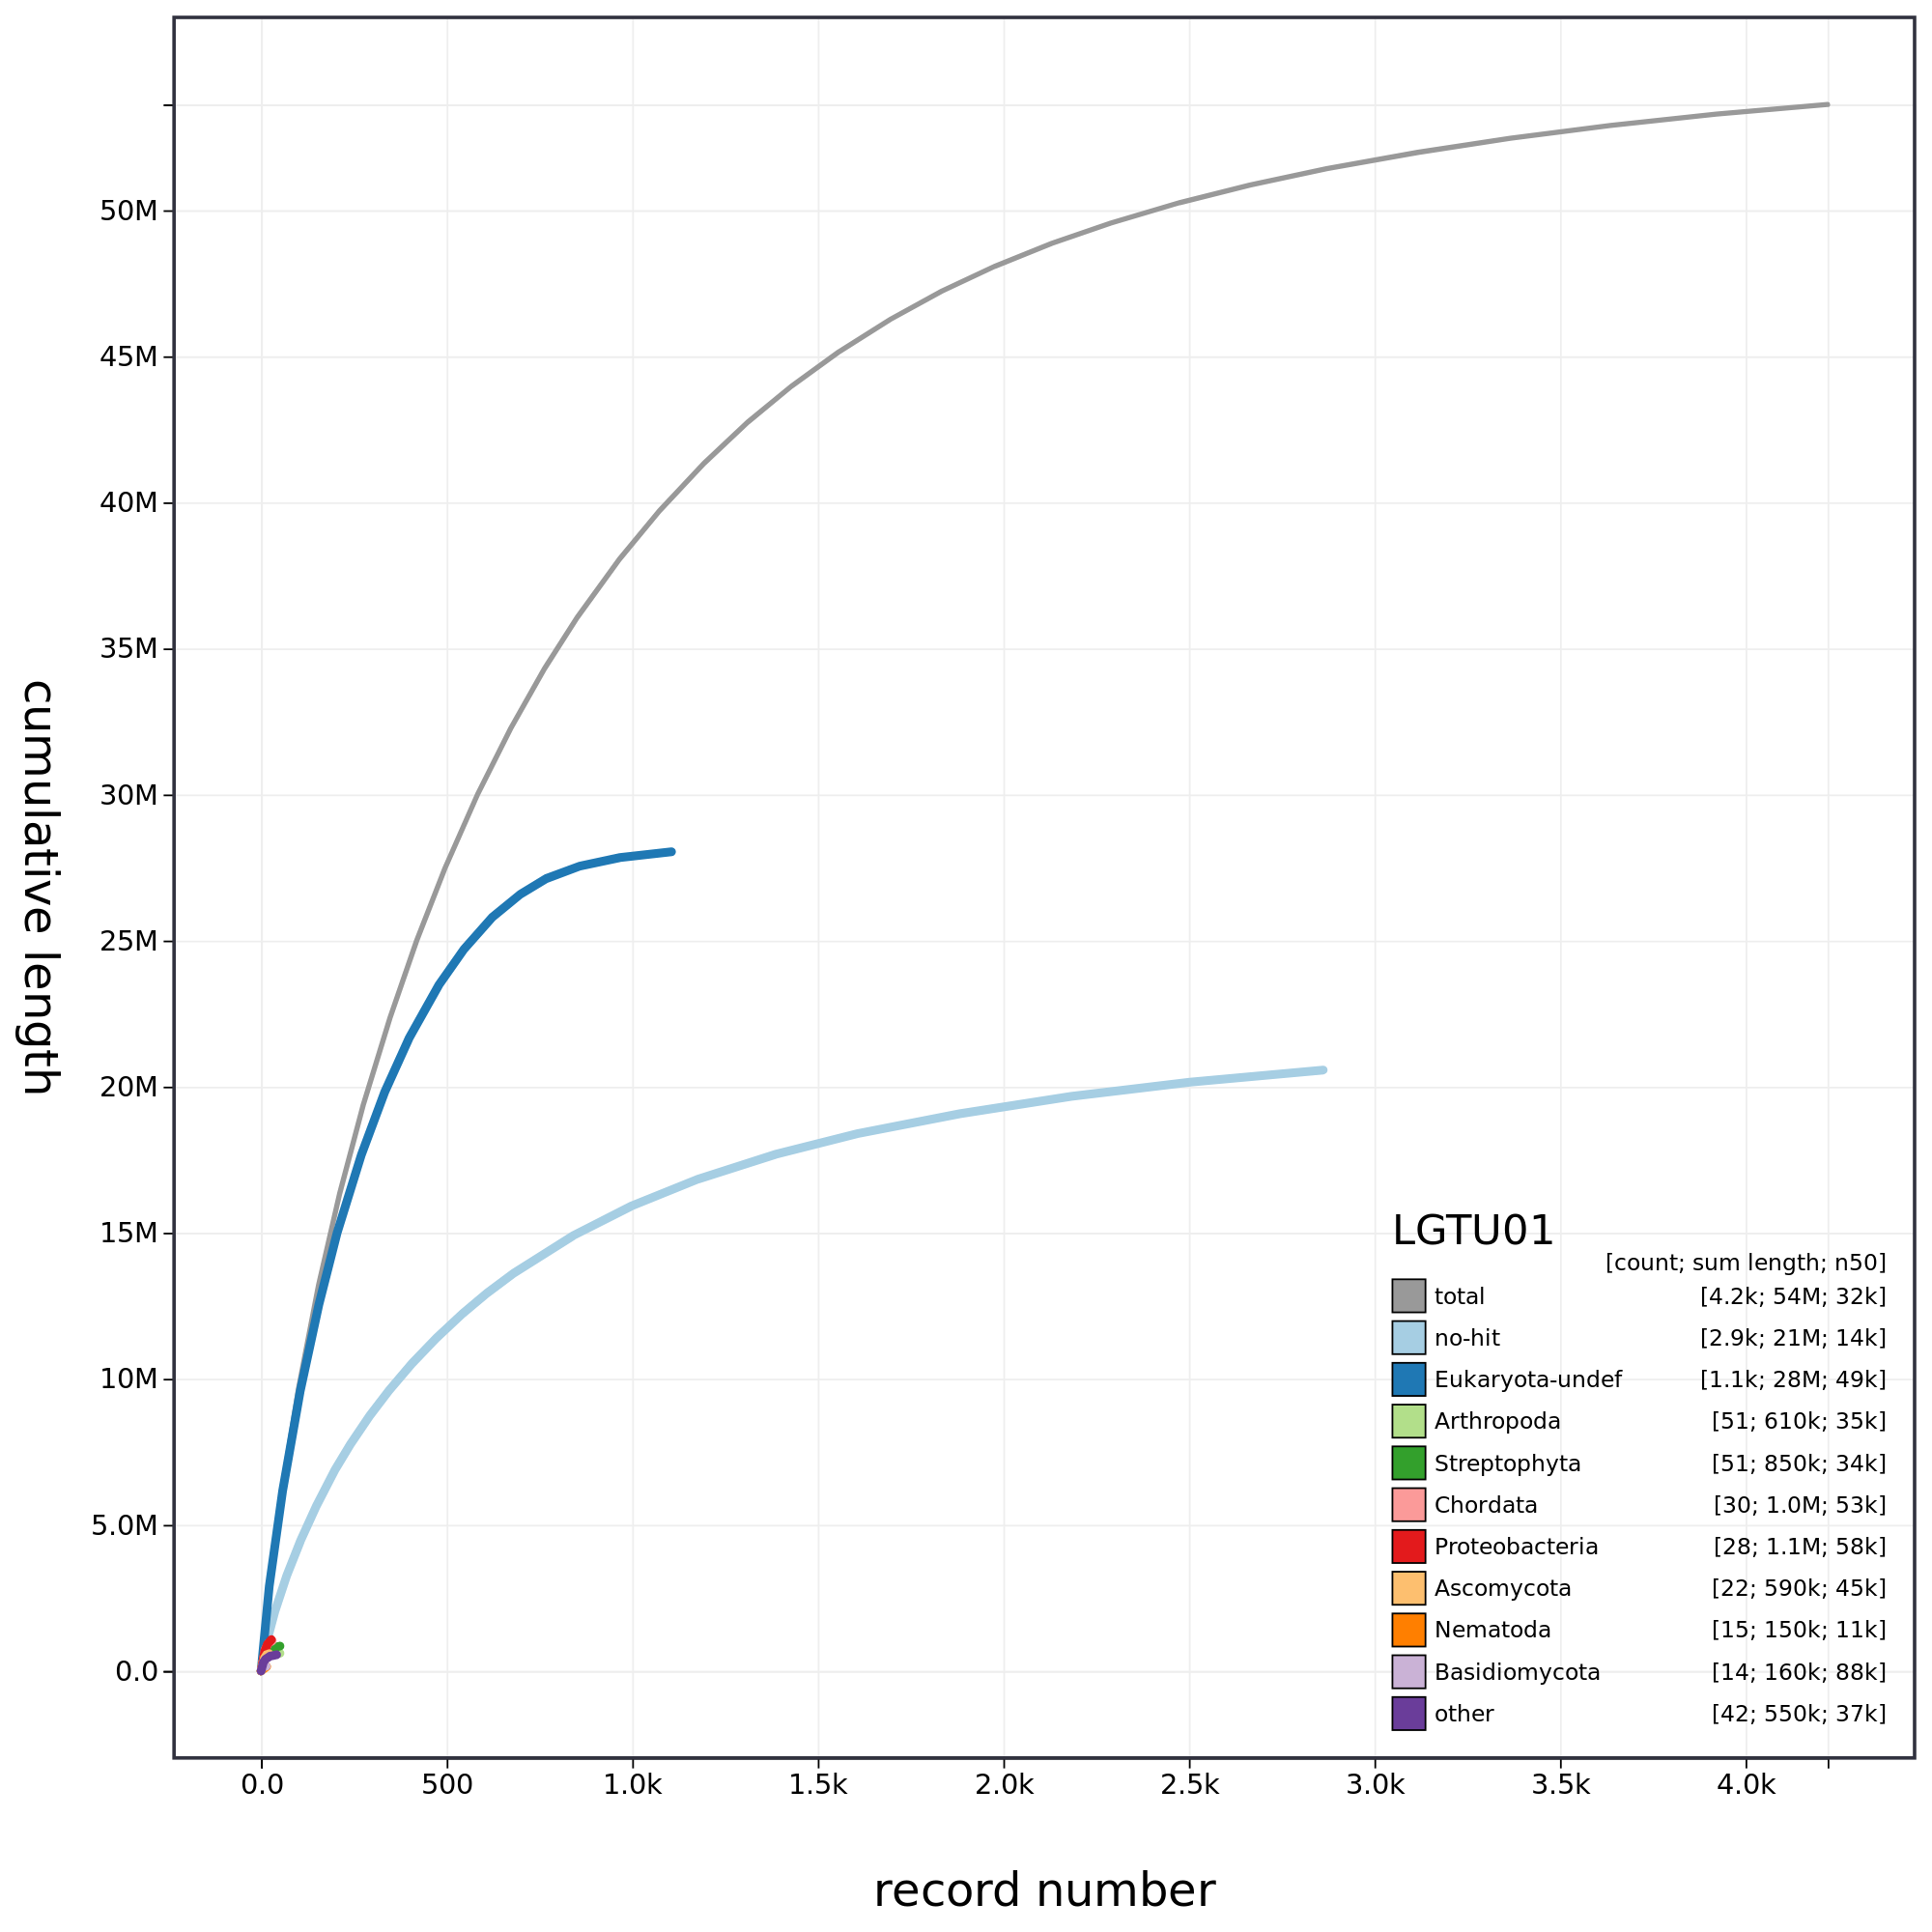 50M
45M
40M
35M
30M
25M
20M
15M
10M
5.0M
0.0
cumulative length
LGTU01
[count; sum length; n50]
total [4.2k; 54M; 32k]
no-hit [2.9k; 21M; 14k]
Eukaryota-undef [1.1k; 28M; 49k]
Arthropoda [51; 610k; 35k]
Streptophyta [51; 850k; 34k]
Chordata [30; 1.0M; 53k]
Proteobacteria [28; 1.1M; 58k]
Ascomycota [22; 590k; 45k]
Nematoda [15; 150k; 11k]
Basidiomycota [14; 160k; 88k]
other [42; 550k; 37k]
0.0 500 1.0k 1.5k 2.0k 2.5k 3.0k 3.5k 4.0k
record number